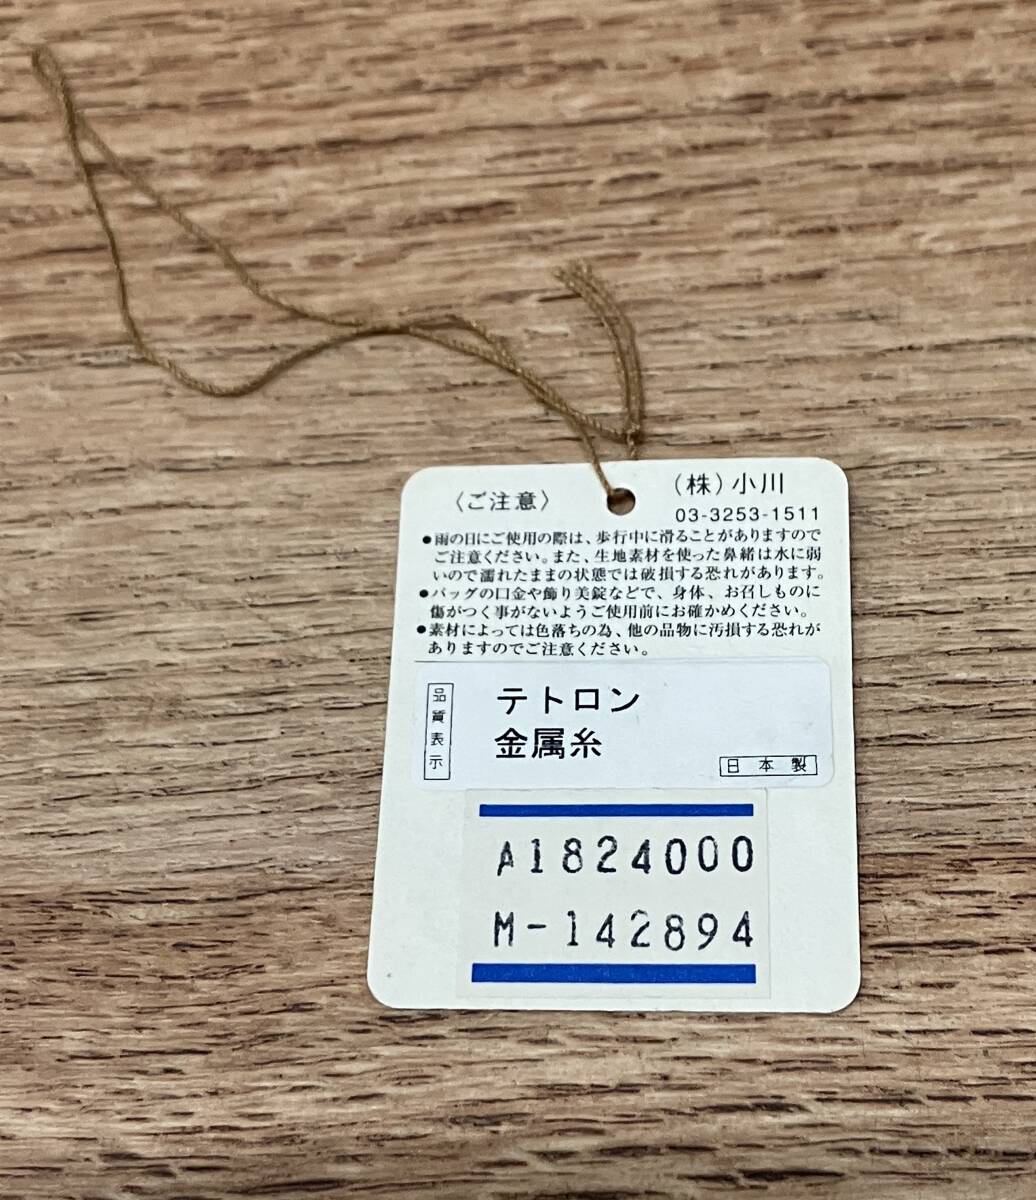 〈ご注意〉
(株)小川
03-3253-1511
●雨の日にご使用の際は、歩行中に滑ることがありますので
ご注意ください。また、生地素材を使った鼻緒は水に弱
いので濡れたままの状態では破損する恐れがあります。
●バッグの口金や飾り美錠などで、身体、お召しものに
傷がつく事がないようご使用前にお確かめください。
●素材によっては色落ちの為、他の品物に汚損する恐れが
ありますのでご注意ください。
品質表示
テトロン
金属糸
日本製
A1824000
M-142894